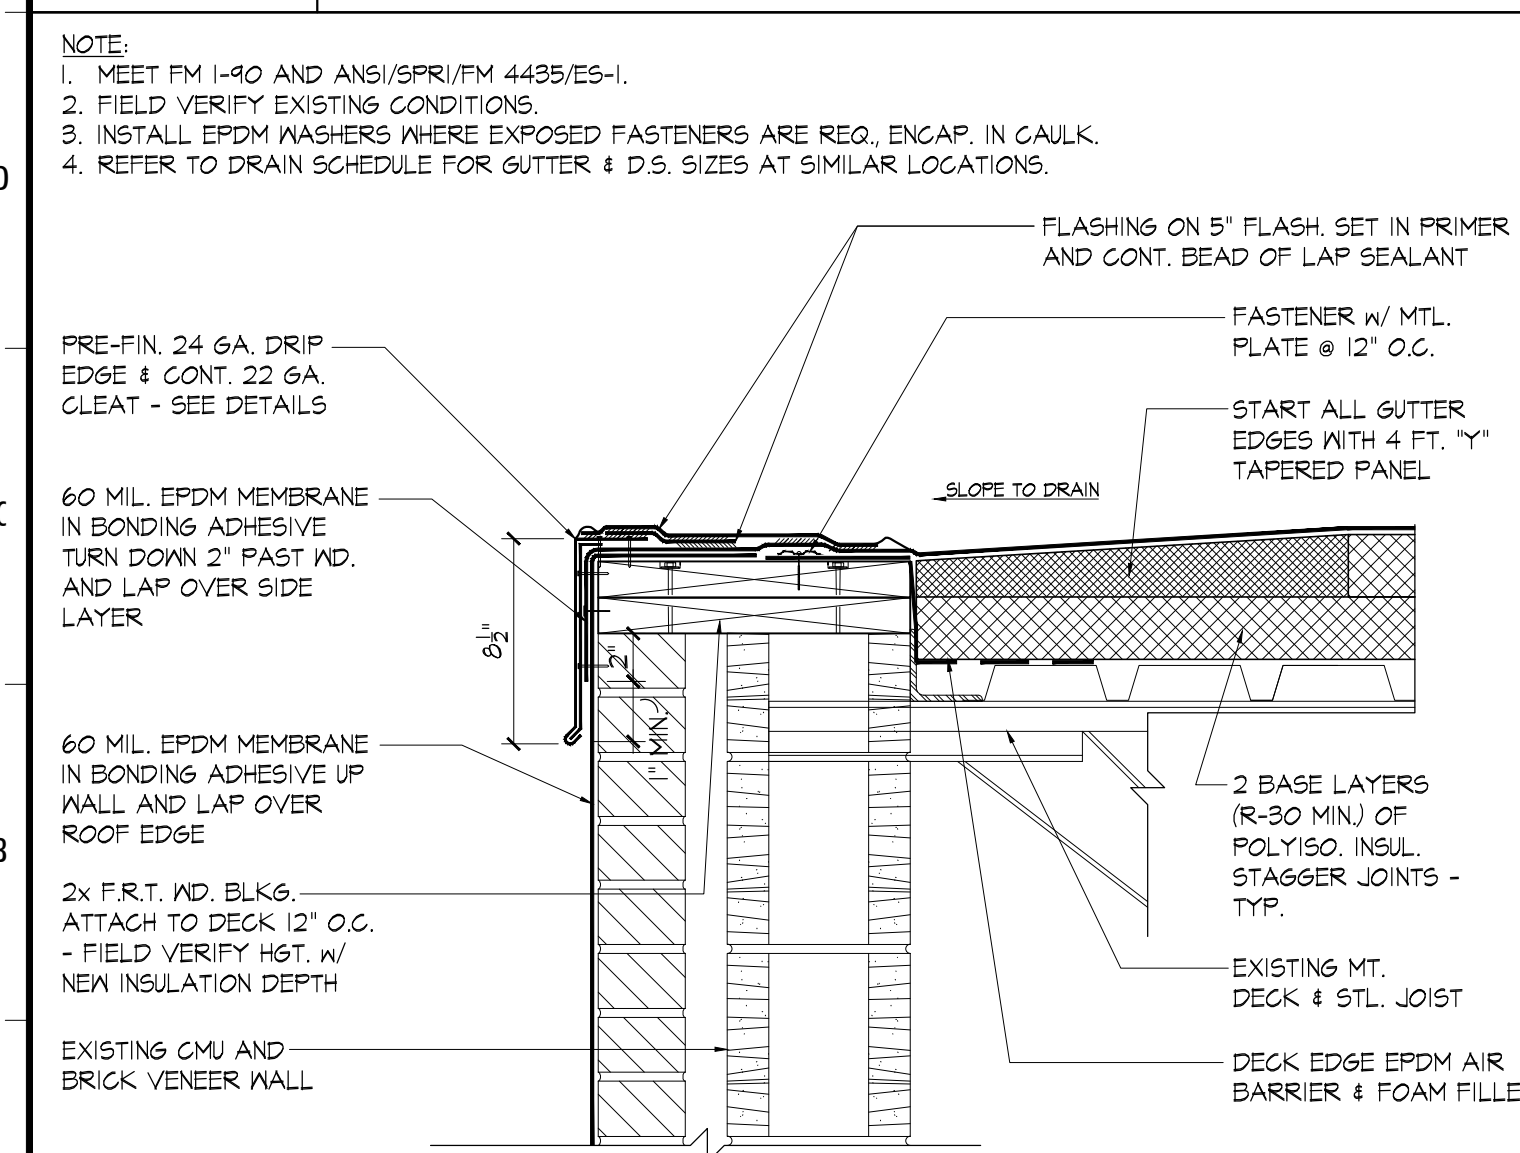 NOTE:
1. MEET FM 1-90 AND ANSI/SPRI/FM 4435/ES-1.
2. FIELD VERIFY EXISTING CONDITIONS.
3. INSTALL EPDM WASHERS WHERE EXPOSED FASTENERS ARE REQ., ENCAP. IN CAULK.
4. REFER TO DRAIN SCHEDULE FOR GUTTER & D.S. SIZES AT SIMILAR LOCATIONS.
FLASHING ON 5" FLASH. SET IN PRIMER
AND CONT. BEAD OF LAP SEALANT
FASTENER W/ MTL.
PLATE @ 12" O.C.
START ALL GUTTER
EDGES WITH 4 FT. "Y"
TAPERED PANEL
SLOPE TO DRAIN
PRE-FIN. 24 GA. DRIP
EDGE & CONT. 22 GA.
CLEAT - SEE DETAILS
60 MIL. EPDM MEMBRANE
IN BONDING ADHESIVE
TURN DOWN 2" PAST WD.
AND LAP OVER SIDE
LAYER
8 1/2"
2"
1" MIN.
60 MIL. EPDM MEMBRANE
IN BONDING ADHESIVE UP
WALL AND LAP OVER
ROOF EDGE
2x F.R.T. WD. BLKG.
ATTACH TO DECK 12" O.C.
- FIELD VERIFY HGT. W/
NEW INSULATION DEPTH
EXISTING CMU AND
BRICK VENEER WALL
2 BASE LAYERS
(R-30 MIN.) OF
POLYISO. INSUL.
STAGGER JOINTS -
TYP.
EXISTING MT.
DECK & STL. JOIST
DECK EDGE EPDM AIR
BARRIER & FOAM FILLE